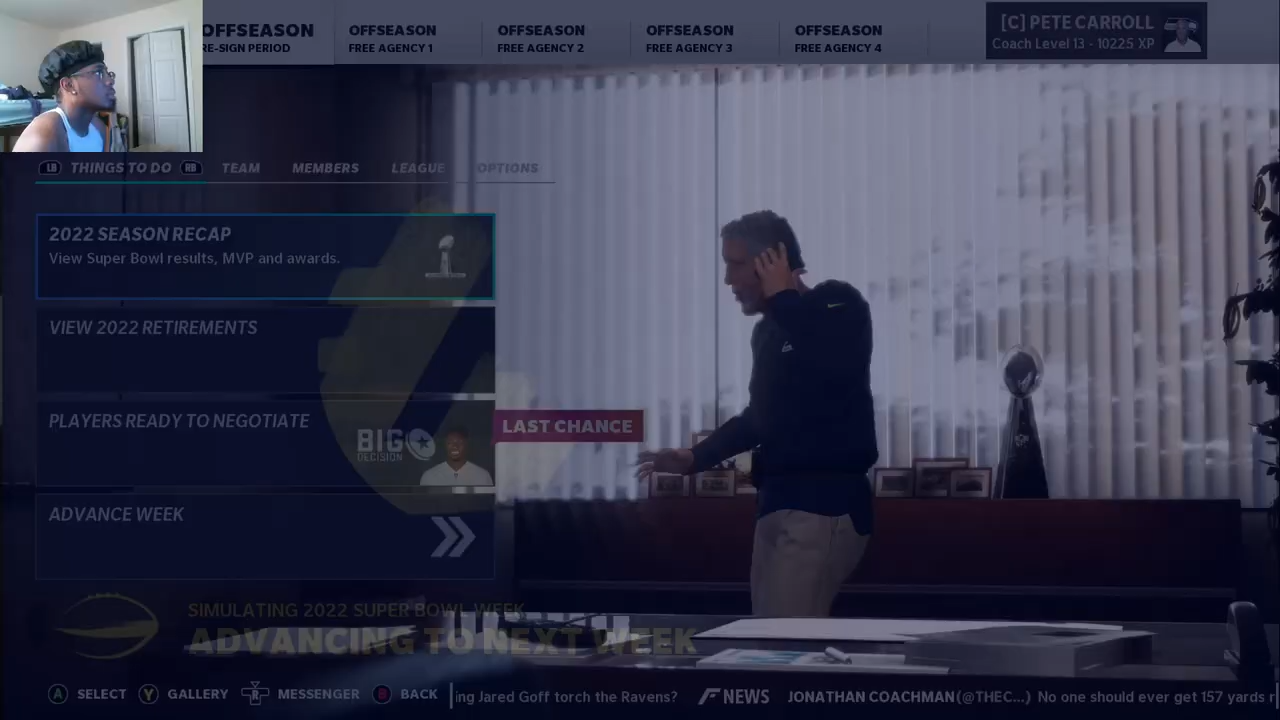 OFFSEASON
RE-SIGN PERIOD
OFFSEASON
FREE AGENCY 1
OFFSEASON
FREE AGENCY 2
OFFSEASON
FREE AGENCY 3
OFFSEASON
FREE AGENCY 4
[C] PETE CARROLL
Coach Level 13 - 10225 XP
LB THINGS TO DO RB TEAM MEMBERS LEAGUE OPTIONS
2022 SEASON RECAP
View Super Bowl results, MVP and awards.
VIEW 2022 RETIREMENTS
PLAYERS READY TO NEGOTIATE
BIG DECISION
LAST CHANCE
ADVANCE WEEK
SIMULATING 2022 SUPER BOWL WEEK
ADVANCING TO NEXT WEEK
A SELECT Y GALLERY R MESSENGER B BACK
ing Jared Goff torch the Ravens? F NEWS JONATHAN COACHMAN (@THEC...) No one should ever get 157 yards r